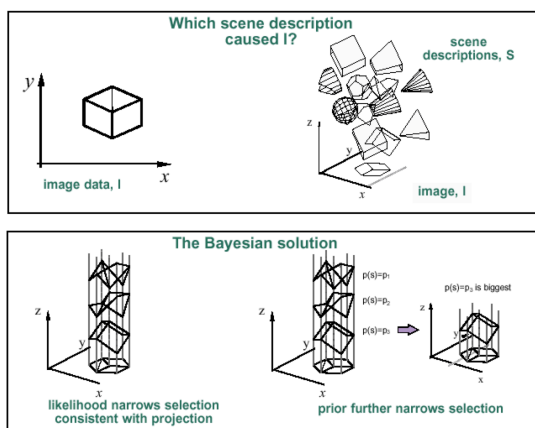 Which scene description
caused I?
scene
descriptions, S
y
x
image data, I
z
y
x
image, I
The Bayesian solution
z
y
x
likelihood narrows selection
consistent with projection
p(s)=p1
p(s)=p2
p(s)=p3
z
y
x
prior further narrows selection
p(s)=p3 is biggest
z
y
x